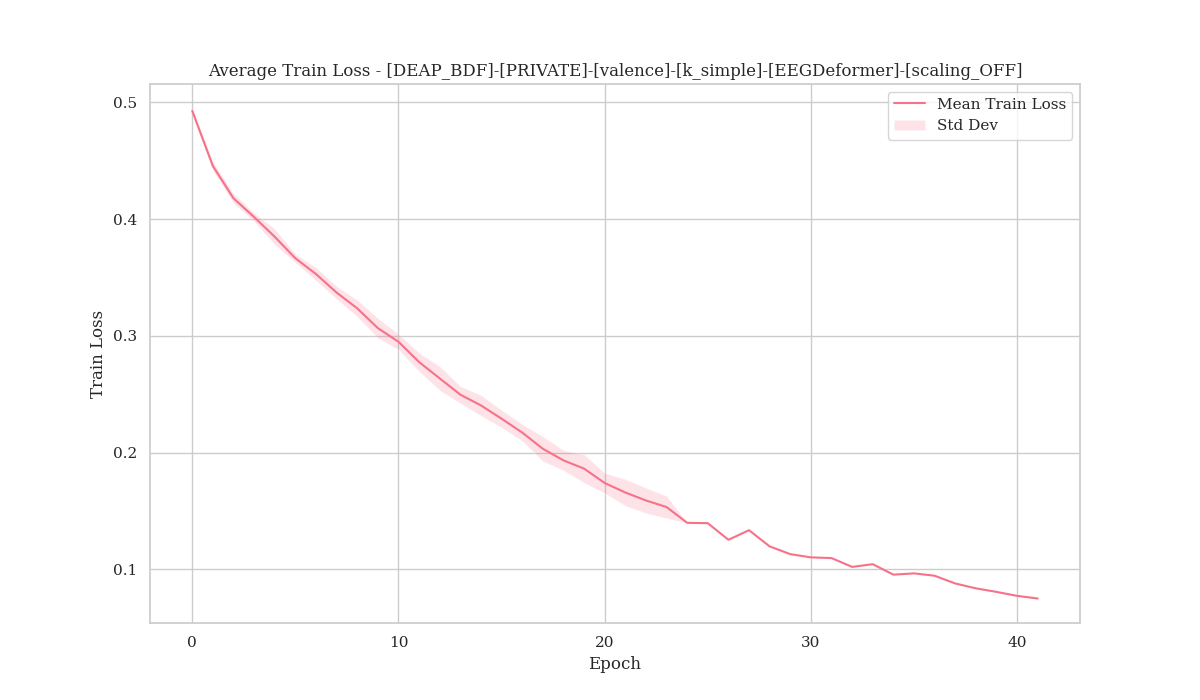 Average Train Loss - [DEAP_BDF]-[PRIVATE]-[valence]-[k_simple]-[EEGDeformer]-[scaling_OFF]
Mean Train Loss
Std Dev
0.5
0.4
0.3
0.2
0.1
Train Loss
0 10 20 30 40
Epoch